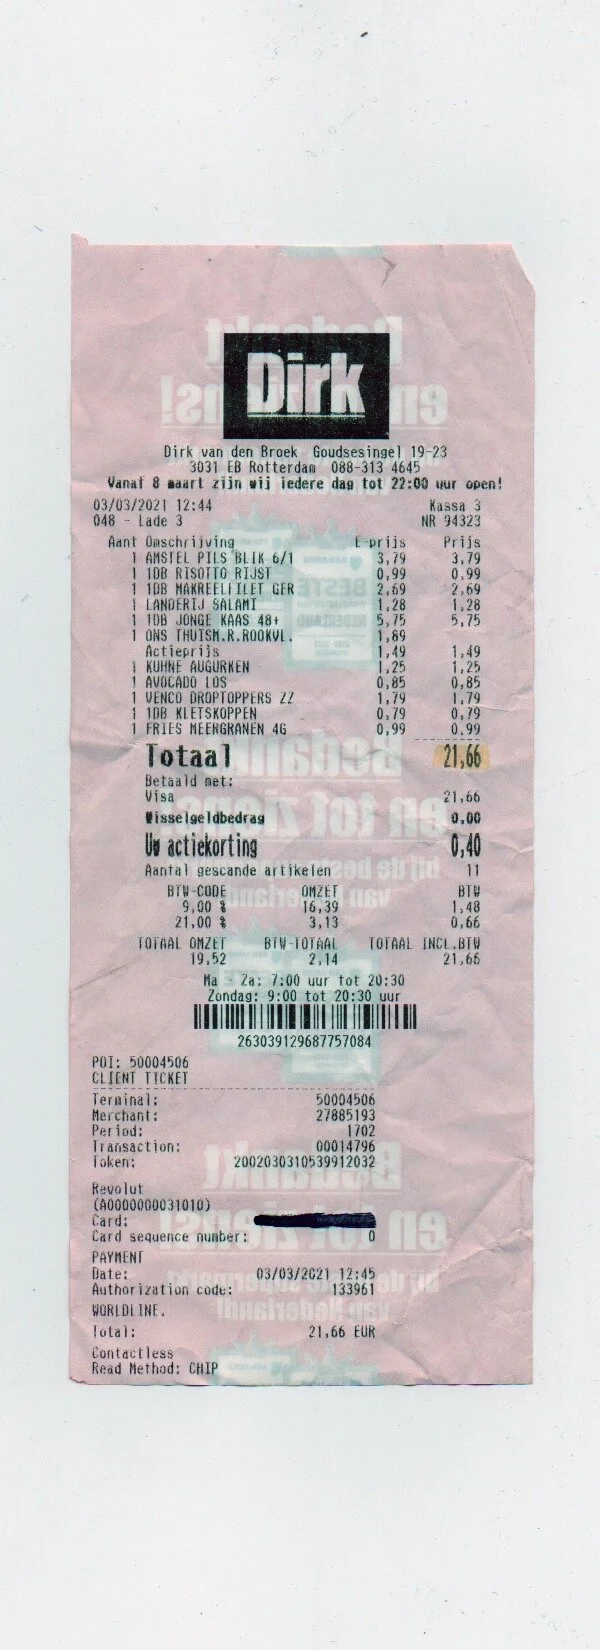 Dirk
Dirk van den Broek Goudsesingel 19-23
3031 EB Rotterdam 088-313 4645
Vanaf 8 maart zijn wij iedere dag tot 22:00 uur open!
03/03/2021 12:44 Kassa 3
048 - Lade 3 NR 94323
Aant Omschrijving E-prijs Prijs
1 AMSTEL PILS BLIK 6/1 3,79 3,79
1 1DB RISOTTO RIJST 0,99 0,99
1 1DB MAKREELFILET GER 2,69 2,69
1 LANDERIJ SALAMI 1,28 1,28
1 1DB JONGE KAAS 48+ 5,75 5,75
1 ONS THUISM.R.ROOKVL. 1,89
Actieprijs 1,49 1,49
1 KUHNE AUGURKEN 1,25 1,25
1 AVOCADO LOS 0,85 0,85
1 VENCO DROPTOPPERS ZZ 1,79 1,79
1 1DB KLETSKOPPEN 0,79 0,79
1 FRIES MEERGRANEN 4G 0,99 0,99
Totaal 21,66
Betaald met:
Visa 21,66
Wisselgeldbedrag 0,00
Uw actiekorting 0,40
Aantal gescande artikelen 11
BTW-CODE OMZET BTW
9,00 % 16,39 1,48
21,00 % 3,13 0,66
TOTAAL OMZET BTW-TOTAAL TOTAAL INCL.BTW
19,52 2,14 21,66
Ma - Za: 7:00 uur tot 20:30
Zondag: 9:00 tot 20:30 uur
263039129687757084
POI: 50004506
CLIENT TICKET
Terminal: 50004506
Merchant: 27885193
Period: 1702
Transaction: 00014796
Token: 2002030310539912032
Revolut
(A0000000031010)
Card:
Card sequence number: 0
PAYMENT
Date: 03/03/2021 12:45
Authorization code: 133961
WORLDLINE.
Total: 21,66 EUR
Contactless
Read Method: CHIP